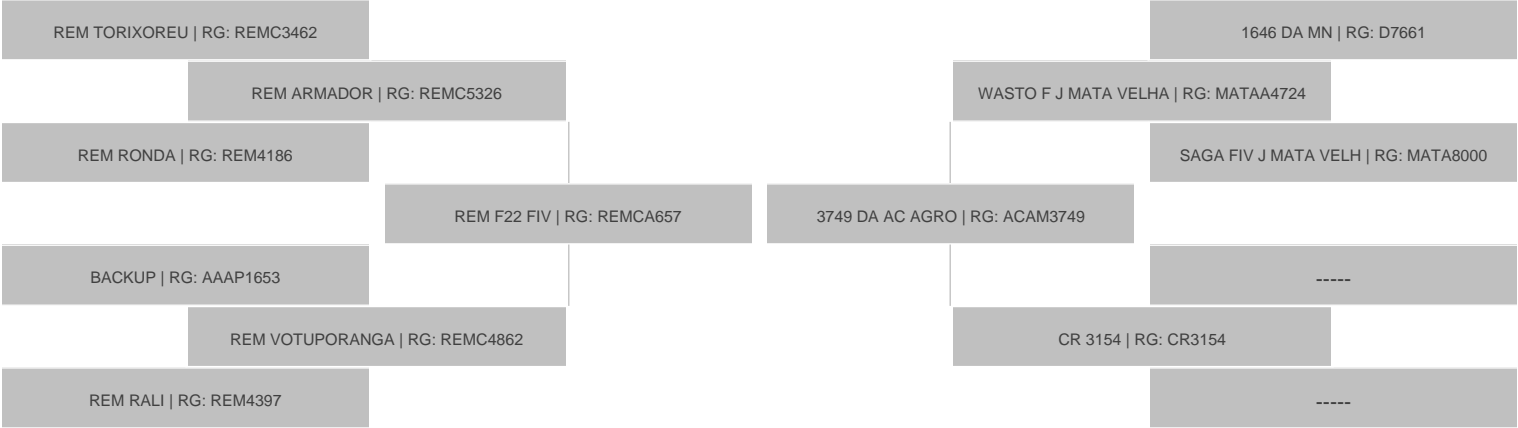 REM TORIXOREU | RG: REMC3462
1646 DA MN | RG: D7661
REM ARMADOR | RG: REMC5326
WASTO F J MATA VELHA | RG: MATAA4724
REM RONDA | RG: REM4186
SAGA FIV J MATA VELH | RG: MATA8000
REM F22 FIV | RG: REMCA657
3749 DA AC AGRO | RG: ACAM3749
BACKUP | RG: AAAP1653
-----
REM VOTUPORANGA | RG: REMC4862
CR 3154 | RG: CR3154
REM RALI | RG: REM4397
-----